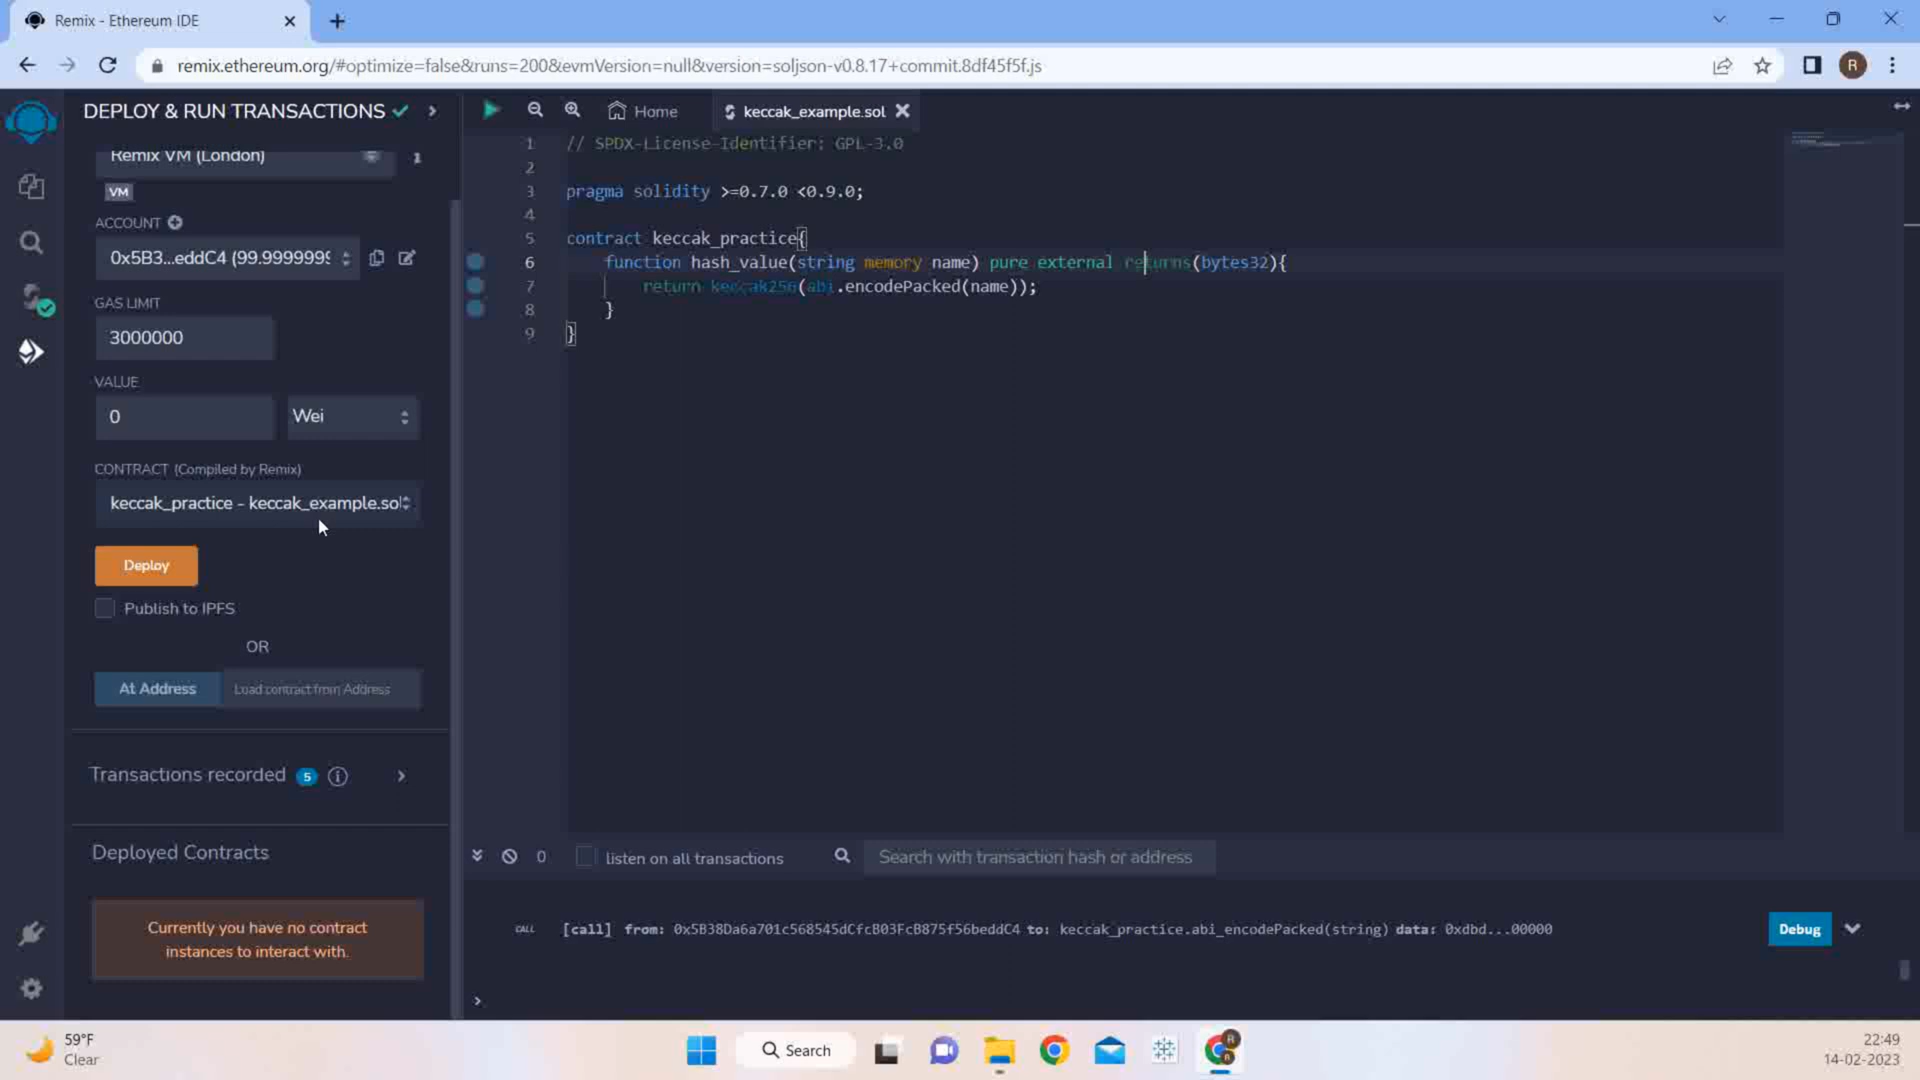 Remix - Ethereum IDE
remix.ethereum.org/#optimize=false&runs=200&evmVersion=null&version=soljson-v0.8.17+commit.8df45f5f.js
R
DEPLOY & RUN TRANSACTIONS
Home
keccak_example.sol
Remix VM (London)
VM
ACCOUNT
0x5B3...eddC4 (99.9999999
GAS LIMIT
3000000
VALUE
0
Wei
CONTRACT (Compiled by Remix)
keccak_practice - keccak_example.sol
Deploy
Publish to IPFS
OR
At Address
Load contract from Address
Transactions recorded 5 i
Deployed Contracts
Currently you have no contract
instances to interact with.
1 // SPDX-License-Identifier: GPL-3.0
2
3 pragma solidity >=0.7.0 <0.9.0;
4
5 contract keccak_practice{
6 function hash_value(string memory name) pure external returns(bytes32){
7 return keccak256(abi.encodePacked(name));
8 }
9 }
0 listen on all transactions
Search with transaction hash or address
CALL [call] from: 0x5B38Da6a701c568545dCfcB03FcB875f56beddC4 to: keccak_practice.abi_encodePacked(string) data: 0xdbd...00000
Debug
>
59°F
Clear
Search
R
R
22:49
14-02-2023